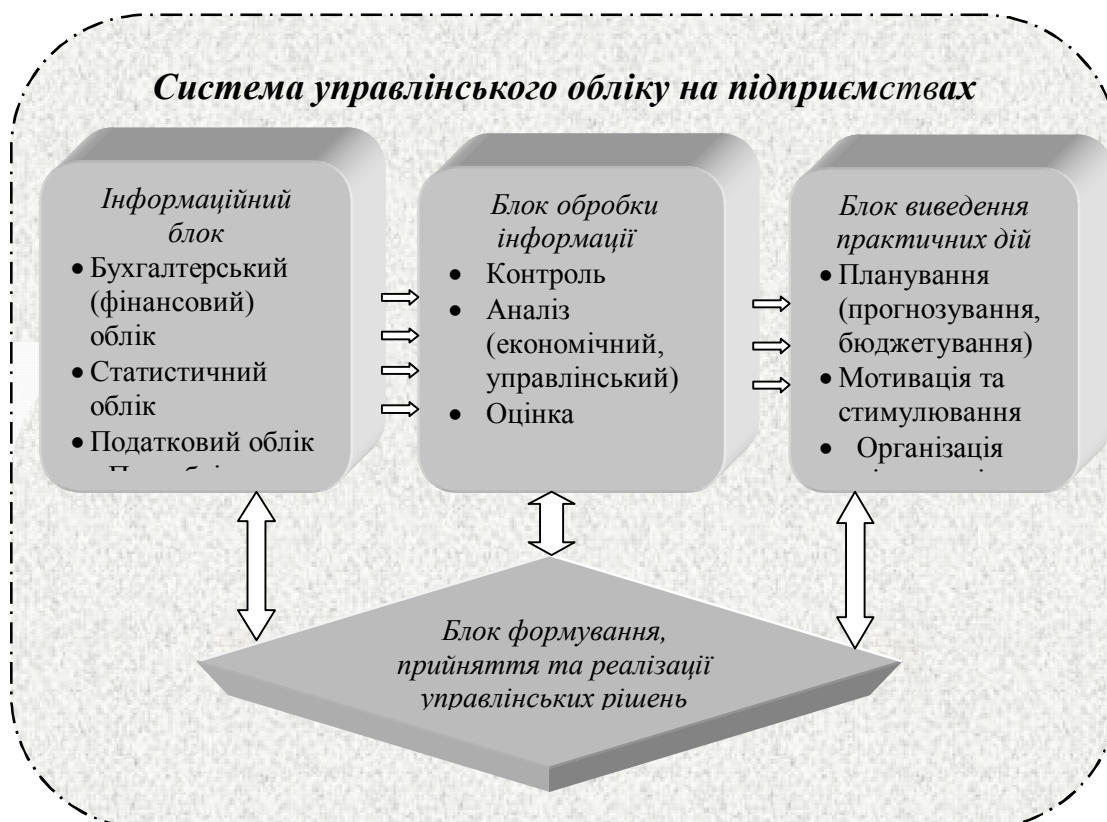 Система управлінського обліку на підприємствах
Інформаційний
блок
• Бухгалтерський
(фінансовий)
облік
• Статистичний
облік
• Податковий облік
Блок обробки
інформації
• Контроль
• Аналіз
(економічний,
управлінський)
• Оцінка
Блок виведення
практичних дій
• Планування
(прогнозування,
бюджетування)
• Мотивація та
стимулювання
• Організація
Блок формування,
прийняття та реалізації
управлінських рішень